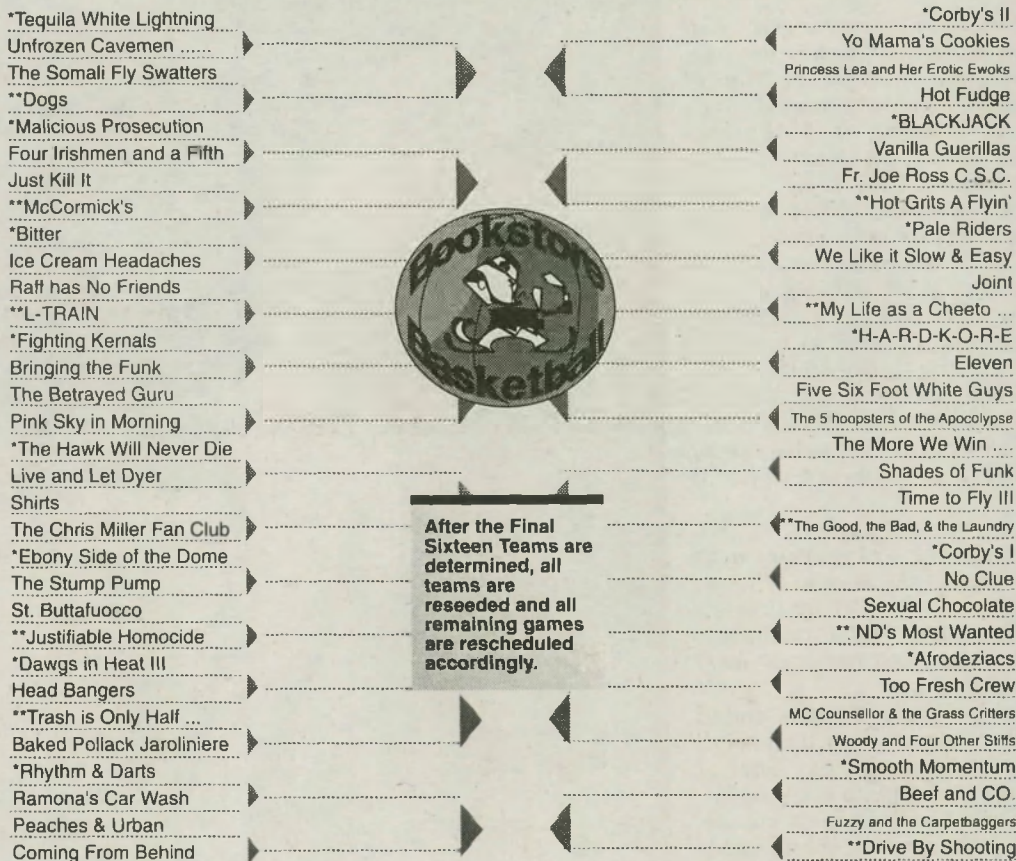 *Tequila White Lightning
Unfrozen Cavemen ......
The Somali Fly Swatters
**Dogs
*Malicious Prosecution
Four Irishmen and a Fifth
Just Kill It
**McCormick's
*Bitter
Ice Cream Headaches
Raff has No Friends
**L-TRAIN
*Fighting Kernals
Bringing the Funk
The Betrayed Guru
Pink Sky in Morning
*The Hawk Will Never Die
Live and Let Dyer
Shirts
The Chris Miller Fan Club
*Ebony Side of the Dome
The Stump Pump
St. Buttafuocco
**Justifiable Homocide
*Dawgs in Heat III
Head Bangers
**Trash is Only Half ...
Baked Pollack Jaroliniere
*Rhythm & Darts
Ramona's Car Wash
Peaches & Urban
Coming From Behind
Bookstore
Basketball
After the Final
Sixteen Teams are
determined, all
teams are
reseeded and all
remaining games
are rescheduled
accordingly.
*Corby's II
Yo Mama's Cookies
Princess Lea and Her Erotic Ewoks
Hot Fudge
*BLACKJACK
Vanilla Guerillas
Fr. Joe Ross C.S.C.
**Hot Grits A Flyin'
*Pale Riders
We Like it Slow & Easy
Joint
**My Life as a Cheeto ...
*H-A-R-D-K-O-R-E
Eleven
Five Six Foot White Guys
The 5 hoopsters of the Apocolypse
The More We Win ....
Shades of Funk
Time to Fly III
**The Good, the Bad, & the Laundry
*Corby's I
No Clue
Sexual Chocolate
** ND's Most Wanted
*Afrodeziacs
Too Fresh Crew
MC Counsellor & the Grass Critters
Woody and Four Other Stiffs
*Smooth Momentum
Beef and CO.
Fuzzy and the Carpetbaggers
**Drive By Shooting